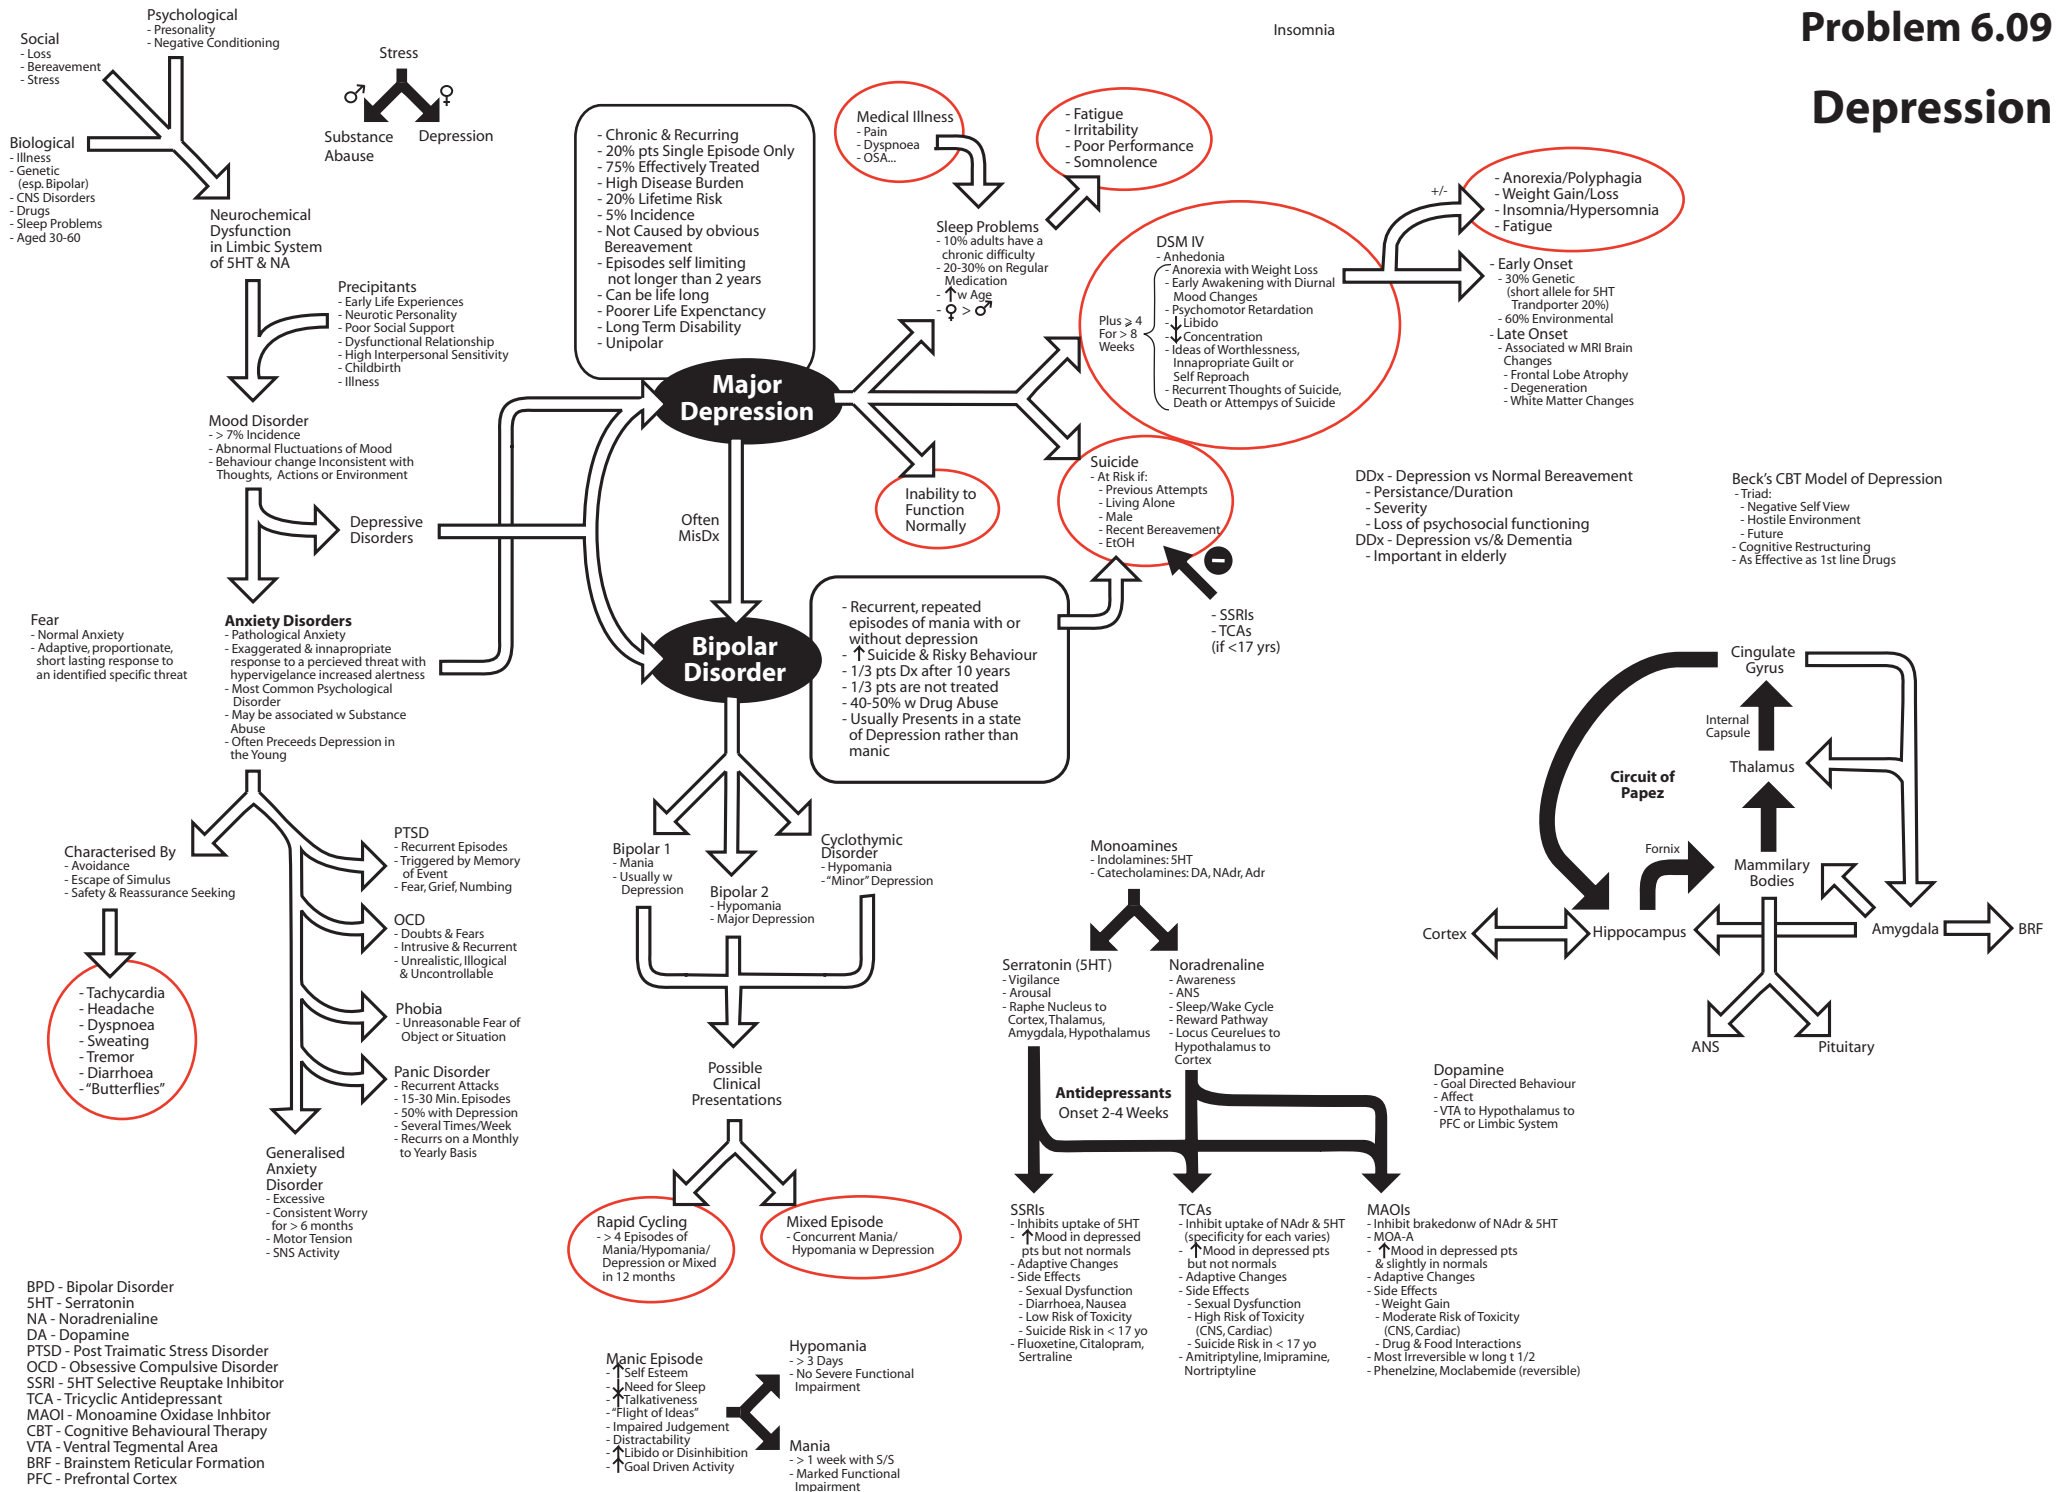 Problem 6.09
Depression
Insomnia
Social
- Loss
- Bereavement
- Stress
Psychological
- Presonality
- Negative Conditioning
Biological
- Illness
- Genetic
(esp. Bipolar)
- CNS Disorders
- Drugs
- Sleep Problems
- Aged 30-60
Stress
♂
♀
Substance
Abause
Depression
Neurochemical
Dysfunction
in Limbic System
of 5HT & NA
Precipitants
- Early Life Experiences
- Neurotic Personality
- Poor Social Support
- Dysfunctional Relationship
- High Interpersonal Sensitivity
- Childbirth
- Illness
Mood Disorder
- > 7% Incidence
- Abnormal Fluctuations of Mood
- Behaviour change Inconsistent with
Thoughts, Actions or Environment
Depressive
Disorders
Fear
- Normal Anxiety
- Adaptive, proportionate,
short lasting response to
an identified specific threat
Anxiety Disorders
- Pathological Anxiety
- Exaggerated & innapropriate
response to a percieved threat with
hypervigelance increased alertness
- Most Common Psychological
Disorder
- May be associated w Substance
Abuse
- Often Preceeds Depression in
the Young
Characterised By
- Avoidance
- Escape of Stimulus
- Safety & Reassurance Seeking
- Tachycardia
- Headache
- Dyspnoea
- Sweating
- Tremor
- Diarrhoea
- "Butterflies"
PTSD
- Recurrent Episodes
- Triggered by Memory
of Event
- Fear, Grief, Numbing
OCD
- Doubts & Fears
- Intrusive & Recurrent
- Unrealistic, Illogical
& Uncontrollable
Phobia
- Unreasonable Fear of
Object or Situation
Panic Disorder
- Recurrent Attacks
- 15-30 Min. Episodes
- 50% with Depression
- Several Times/Week
- Recurrs on a Monthly
to Yearly Basis
Generalised
Anxiety
Disorder
- Excessive
- Consistent Worry
for > 6 months
- Motor Tension
- SNS Activity
BPD - Bipolar Disorder
5HT - Serratonin
NA - Noradrenialine
DA - Dopamine
PTSD - Post Traimatic Stress Disorder
OCD - Obsessive Compulsive Disorder
SSRI - 5HT Selective Reuptake Inhibitor
TCA - Tricyclic Antidepressant
MAOI - Monoamine Oxidase Inhbitor
CBT - Cognitive Behavioural Therapy
VTA - Ventral Tegmental Area
BRF - Brainstem Reticular Formation
PFC - Prefrontal Cortex
- Chronic & Recurring
- 20% pts Single Episode Only
- 75% Effectively Treated
- High Disease Burden
- 20% Lifetime Risk
- 5% Incidence
- Not Caused by obvious
Bereavement
- Episodes self limiting
not longer than 2 years
- Can be life long
- Poorer Life Expenctancy
- Long Term Disability
- Unipolar
Major
Depression
Often
MisDx
Bipolar
Disorder
- Recurrent, repeated
episodes of mania with or
without depression
- ↑ Suicide & Risky Behaviour
- 1/3 pts Dx after 10 years
- 1/3 pts are not treated
- 40-50% w Drug Abuse
- Usually Presents in a state
of Depression rather than
manic
Bipolar 1
- Mania
- Usually w
Depression
Bipolar 2
- Hypomania
- Major Depression
Cyclothymic
Disorder
- Hypomania
- "Minor" Depression
Possible
Clinical
Presentations
Rapid Cycling
- > 4 Episodes of
Mania/Hypomania/
Depression or Mixed
in 12 months
Mixed Episode
- Concurrent Mania/
Hypomania w Depression
Manic Episode
- ↑Self Esteem
- ↓Need for Sleep
- ↑Talkativeness
- "Flight of Ideas"
- Impaired Judgement
- Distractability
- ↑Libido or Disinhibition
- ↑Goal Driven Activity
Hypomania
- > 3 Days
- No Severe Functional
Impairment
Mania
- > 1 week with S/S
- Marked Functional
Impairment
Medical Illness
- Pain
- Dyspnoea
- OSA...
- Fatigue
- Irritability
- Poor Performance
- Somnolence
Sleep Problems
- 10% adults have a
chronic difficulty
- 20-30% on Regular
Medication
- ↑w Age
- ♀ > ♂
Inability to
Function
Normally
DSM IV
- Anhedonia
Plus ⩾ 4
For > 8
Weeks
- Anorexia with Weight Loss
- Early Awakening with Diurnal
Mood Changes
- Psychomotor Retardation
- ↓Libido
- ↓Concentration
- Ideas of Worthlessness,
Innapropriate Guilt or
Self Reproach
- Recurrent Thoughts of Suicide,
Death or Attempys of Suicide
+/-
- Anorexia/Polyphagia
- Weight Gain/Loss
- Insomnia/Hypersomnia
- Fatigue
- Early Onset
- 30% Genetic
(short allele for 5HT
Trandporter 20%)
- 60% Environmental
- Late Onset
- Associated w MRI Brain
Changes
- Frontal Lobe Atrophy
- Degeneration
- White Matter Changes
Suicide
- At Risk if:
- Previous Attempts
- Living Alone
- Male
- Recent Bereavement
- EtOH
- SSRIs
- TCAs
(if <17 yrs)
DDx - Depression vs Normal Bereavement
- Persistance/Duration
- Severity
- Loss of psychosocial functioning
DDx - Depression vs/& Dementia
- Important in elderly
Beck's CBT Model of Depression
- Triad:
- Negative Self View
- Hostile Environment
- Future
- Cognitive Restructuring
- As Effective as 1st line Drugs
Cingulate
Gyrus
Internal
Capsule
Thalamus
Circuit of
Papez
Fornix
Mammilary
Bodies
Cortex
Hippocampus
Amygdala
BRF
ANS
Pituitary
Monoamines
- Indolamines: 5HT
- Catecholamines: DA, NAdr, Adr
Serratonin (5HT)
- Vigilance
- Arousal
- Raphe Nucleus to
Cortex, Thalamus,
Amygdala, Hypothalamus
Noradrenaline
- Awareness
- ANS
- Sleep/Wake Cycle
- Reward Pathway
- Locus Ceurelues to
Hypothalamus to
Cortex
Dopamine
- Goal Directed Behaviour
- Affect
- VTA to Hypothalamus to
PFC or Limbic System
Antidepressants
Onset 2-4 Weeks
SSRIs
- Inhibits uptake of 5HT
- ↑Mood in depressed
pts but not normals
- Adaptive Changes
- Side Effects
- Sexual Dysfunction
- Diarrhoea, Nausea
- Low Risk of Toxicity
- Suicide Risk in < 17 yo
- Fluoxetine, Citalopram,
Sertraline
TCAs
- Inhibit uptake of NAdr & 5HT
(specificity for each varies)
- ↑Mood in depressed pts
but not normals
- Adaptive Changes
- Side Effects
- Sexual Dysfunction
- High Risk of Toxicity
(CNS, Cardiac)
- Suicide Risk in < 17 yo
- Amitriptyline, Imipramine,
Nortriptyline
MAOIs
- Inhibit brakedonw of NAdr & 5HT
- MOA-A
- ↑Mood in depressed pts
& slightly in normals
- Adaptive Changes
- Side Effects
- Weight Gain
- Moderate Risk of Toxicity
(CNS, Cardiac)
- Drug & Food Interactions
- Most Irreversible w long t 1/2
- Phenelzine, Moclabemide (reversible)